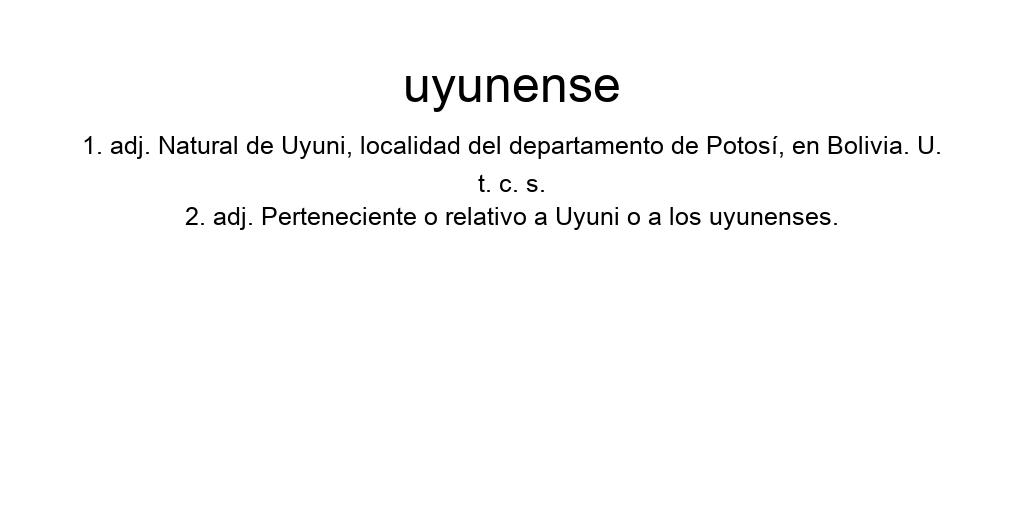 uyunense
1. adj. Natural de Uyuni, localidad del departamento de Potosí, en Bolivia. U.
t. c. s.
2. adj. Perteneciente o relativo a Uyuni o a los uyunenses.